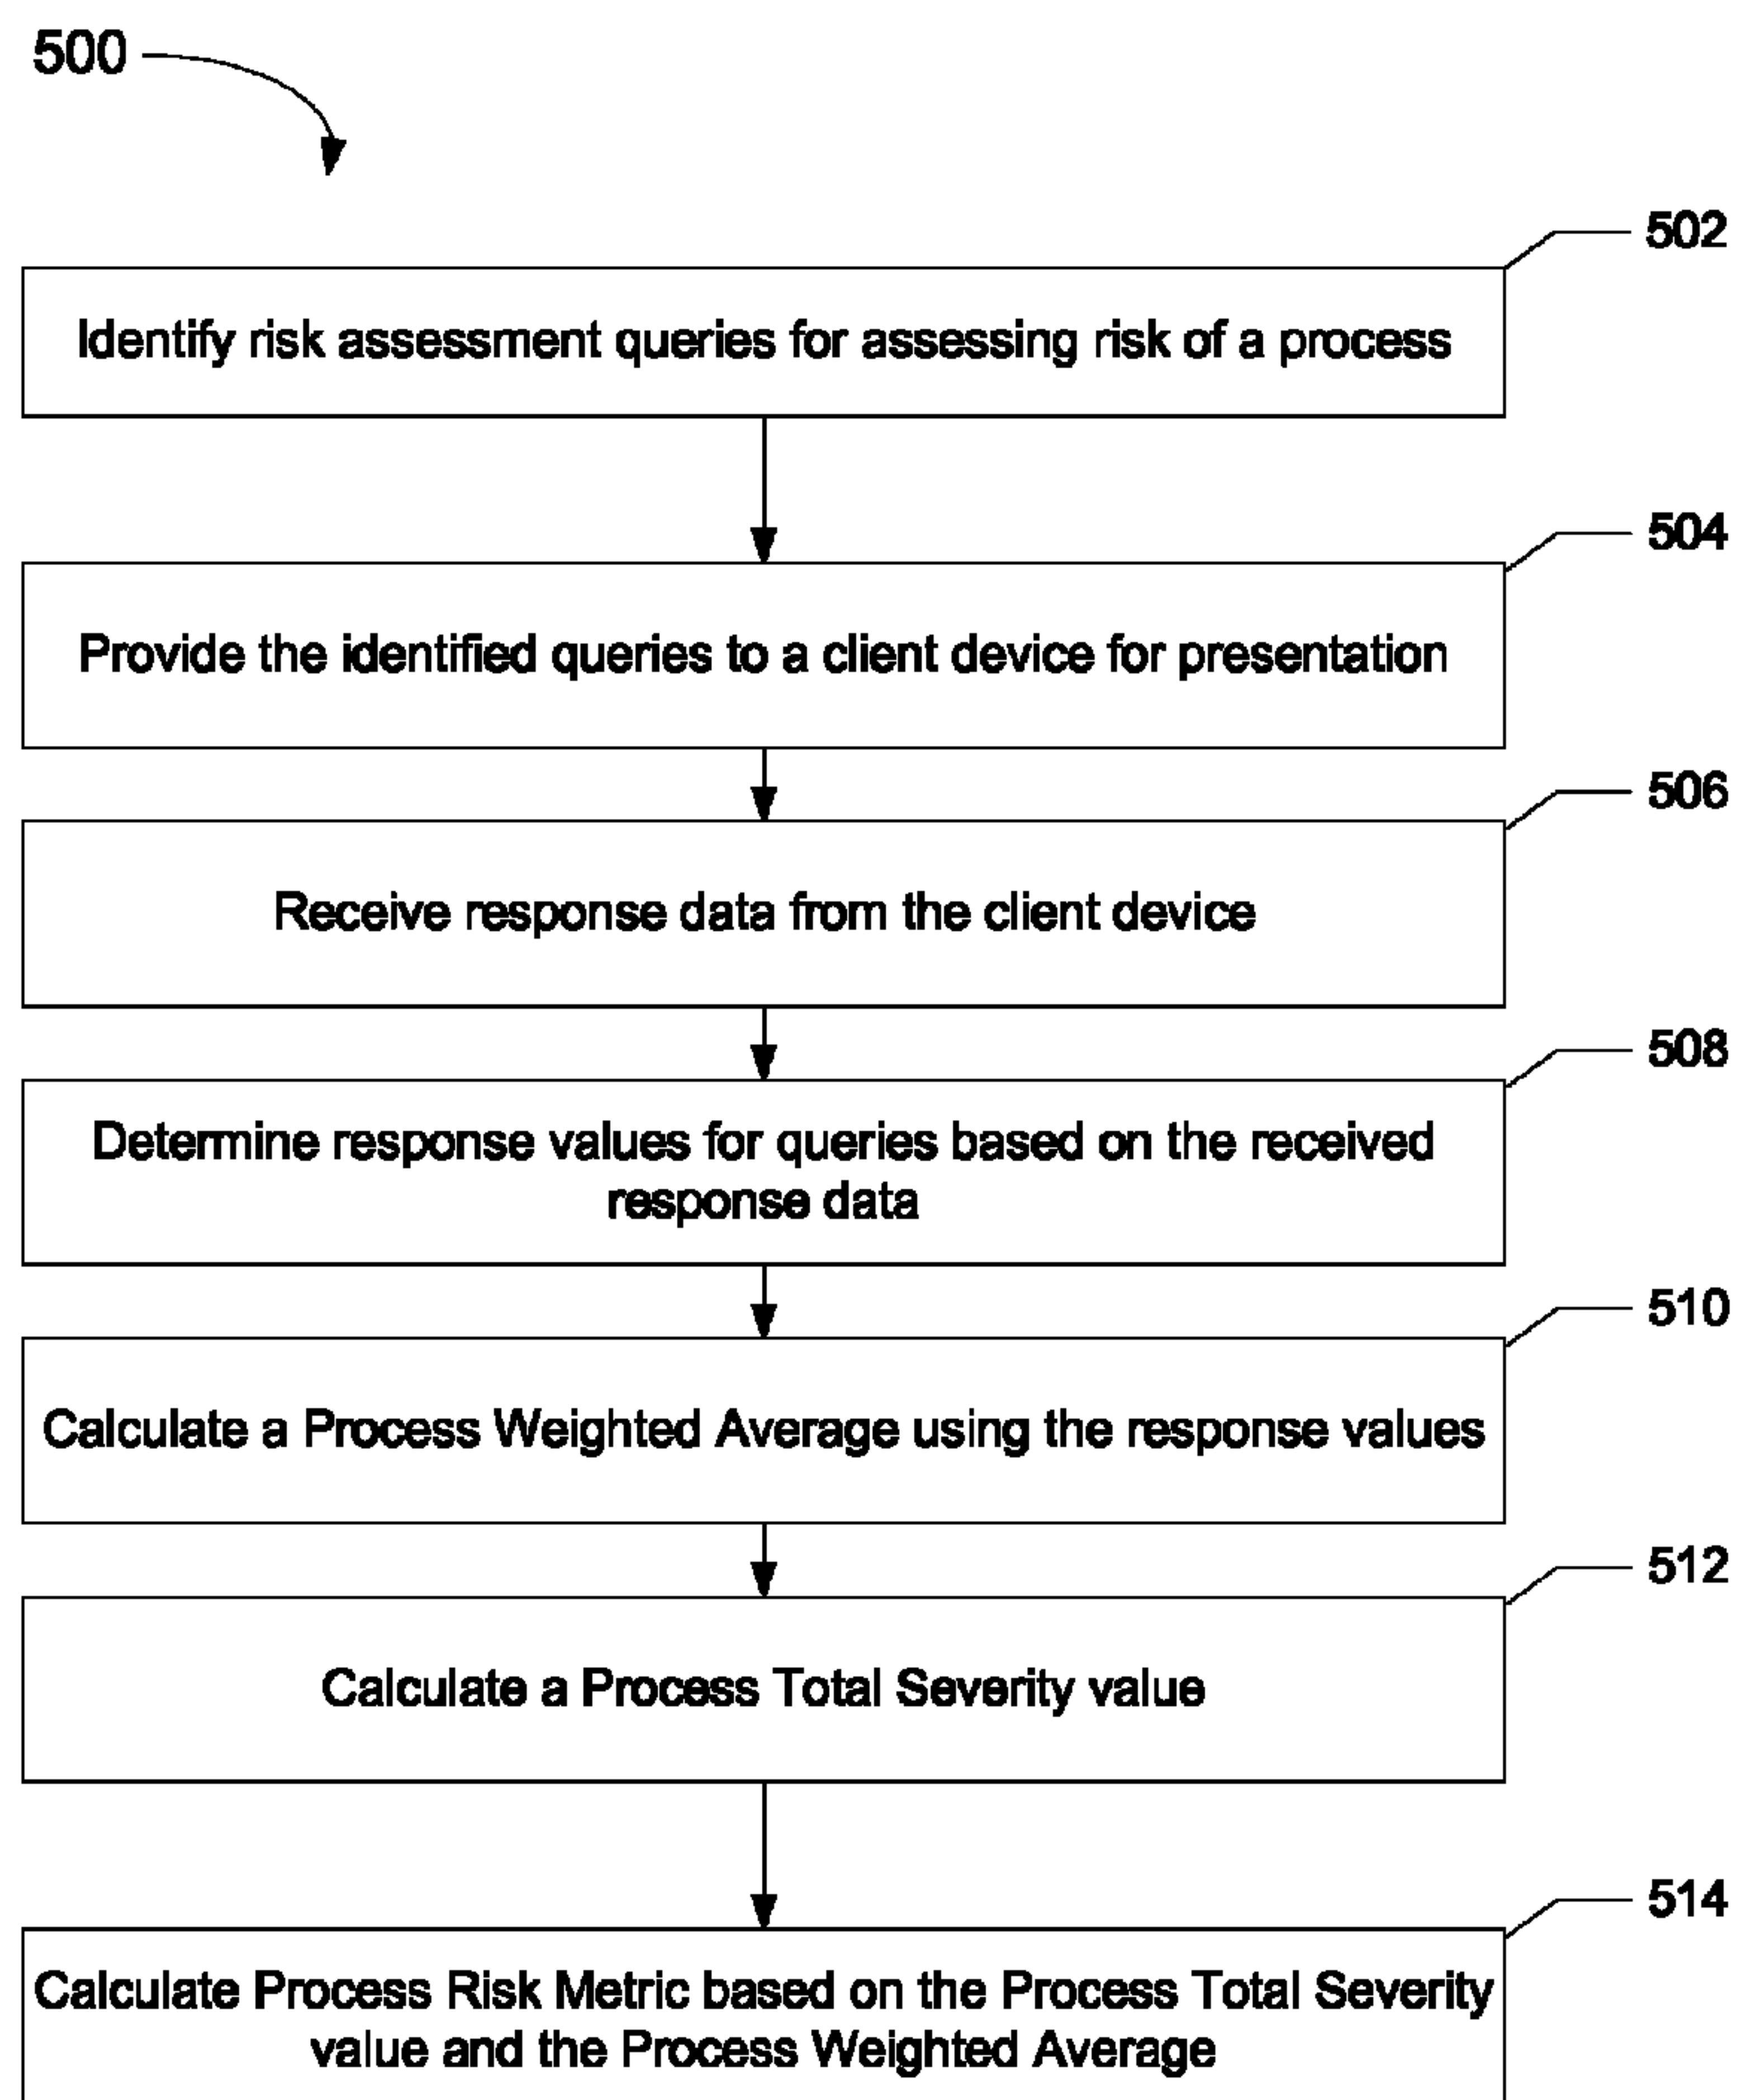 500
502
Identify risk assessment queries for assessing risk of a process
504
Provide the identified queries to a client device for presentation
506
Receive response data from the client device
508
Determine response values for queries based on the received
response data
510
Calculate a Process Weighted Average using the response values
512
Calculate a Process Total Severity value
514
Calculate Process Risk Metric based on the Process Total Severity
value and the Process Weighted Average